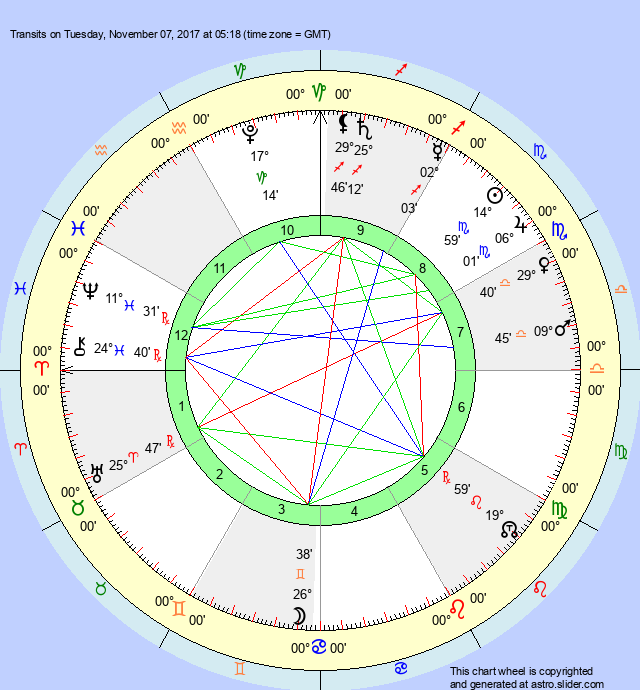 Transits on Tuesday, November 07, 2017 at 05:18 (time zone = GMT)
♑ ♐
00° ♑ 00'
♒ 00° ♒ 00' ♇ 17° ♑ 14'
⚸ 29° ♐ 46'
♄ 25° ♐ 12'
☿ 02° ♐ 03'
00° ♐ 00'
♏
☉ 14° ♏ 59'
♃ 06° ♏ 01'
00° ♏ 00'
♀ 29° ♎ 40'
♎
♂ 09° ♎ 45'
00° ♎ 00'
00° ♓ 00'
♓
♆ 11° ♓ 31' ℞
⚷ 24° ♓ 40' ℞
00° ♈ 00'
♈
♅ 25° ♈ 47' ℞
00° ♉ 00'
♉
10 9
11 8
12 7
1 6
2 5
3 4
☊ 19° ♌ 59' ℞
00° ♍ 00'
♍
☽ 26° ♊ 38'
00° ♊ 00'
♊
00° ♋ 00'
♋
00° ♌ 00'
♌
This chart wheel is copyrighted
and generated at astro.slider.com